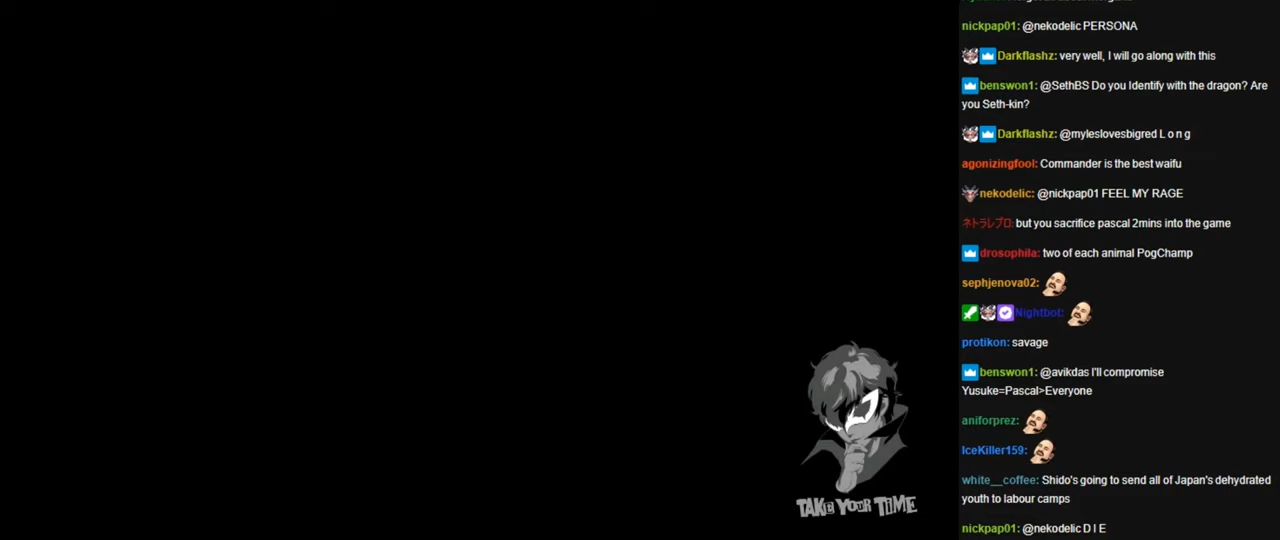 nickpap01: @nekodelic PERSONA
Darkflashz: very well, I will go along with this
benswon1: @SethBS Do you Identify with the dragon? Are
you Seth-kin?
Darkflashz: @myleslovesbigred L o n g
agonizingfool: Commander is the best waifu
nekodelic: @nickpap01 FEEL MY RAGE
ネトラレプロ: but you sacrifice pascal 2mins into the game
drosophila: two of each animal PogChamp
sephjenova02:
Nightbot:
protikon: savage
benswon1: @avikdas I'll compromise
Yusuke=Pascal>Everyone
aniforprez:
IceKiller159:
white__coffee: Shido's going to send all of Japan's dehydrated
youth to labour camps
nickpap01: @nekodelic D I E
TAKE YOUR TIME